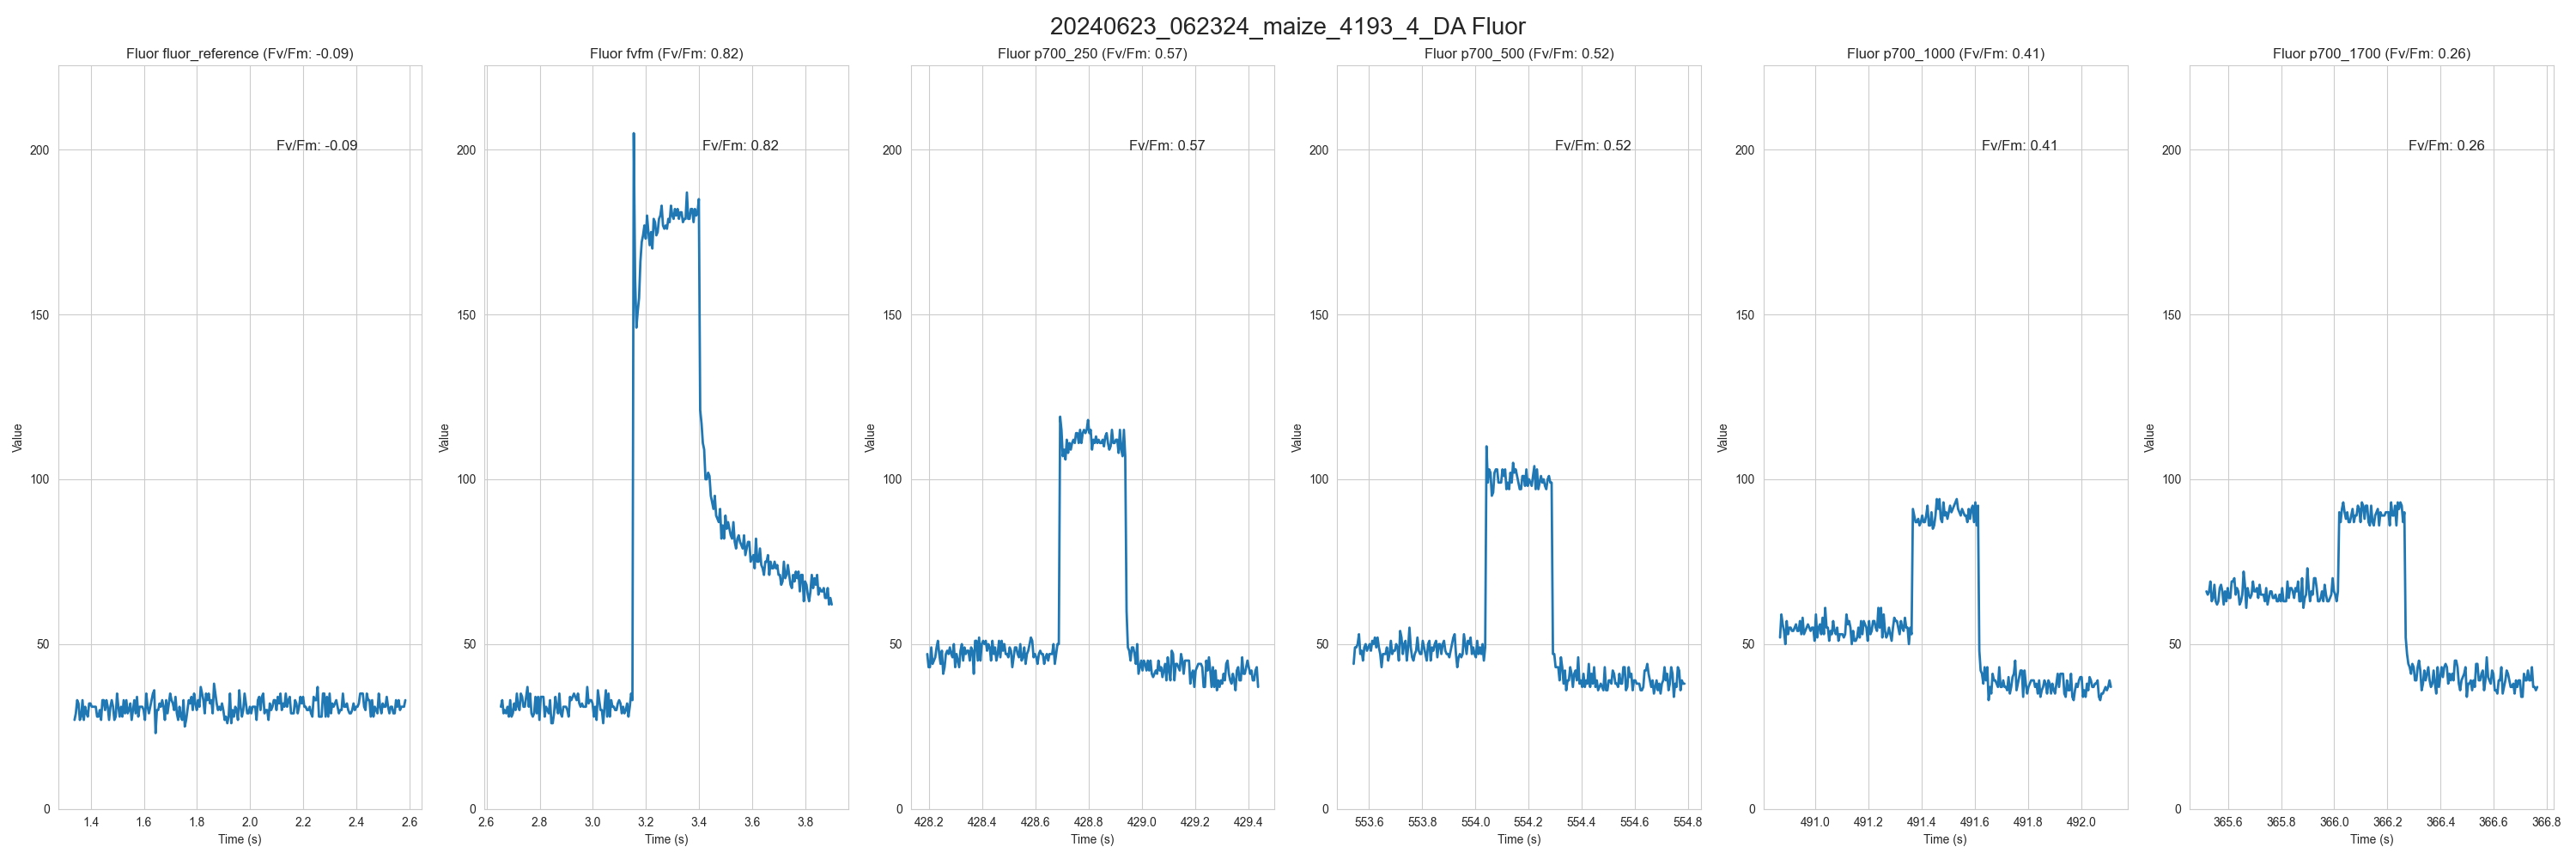 20240623_062324_maize_4193_4_DA Fluor
Fluor fluor_reference (Fv/Fm: -0.09)
Fv/Fm: -0.09
200
150
100
50
0
Value
1.4 1.6 1.8 2.0 2.2 2.4 2.6
Time (s)
Fluor fvfm (Fv/Fm: 0.82)
Fv/Fm: 0.82
200
150
100
50
0
Value
2.6 2.8 3.0 3.2 3.4 3.6 3.8
Time (s)
Fluor p700_250 (Fv/Fm: 0.57)
Fv/Fm: 0.57
200
150
100
50
0
Value
428.2 428.4 428.6 428.8 429.0 429.2 429.4
Time (s)
Fluor p700_500 (Fv/Fm: 0.52)
Fv/Fm: 0.52
200
150
100
50
0
Value
553.6 553.8 554.0 554.2 554.4 554.6 554.8
Time (s)
Fluor p700_1000 (Fv/Fm: 0.41)
Fv/Fm: 0.41
200
150
100
50
0
Value
491.0 491.2 491.4 491.6 491.8 492.0
Time (s)
Fluor p700_1700 (Fv/Fm: 0.26)
Fv/Fm: 0.26
200
150
100
50
0
Value
365.6 365.8 366.0 366.2 366.4 366.6 366.8
Time (s)